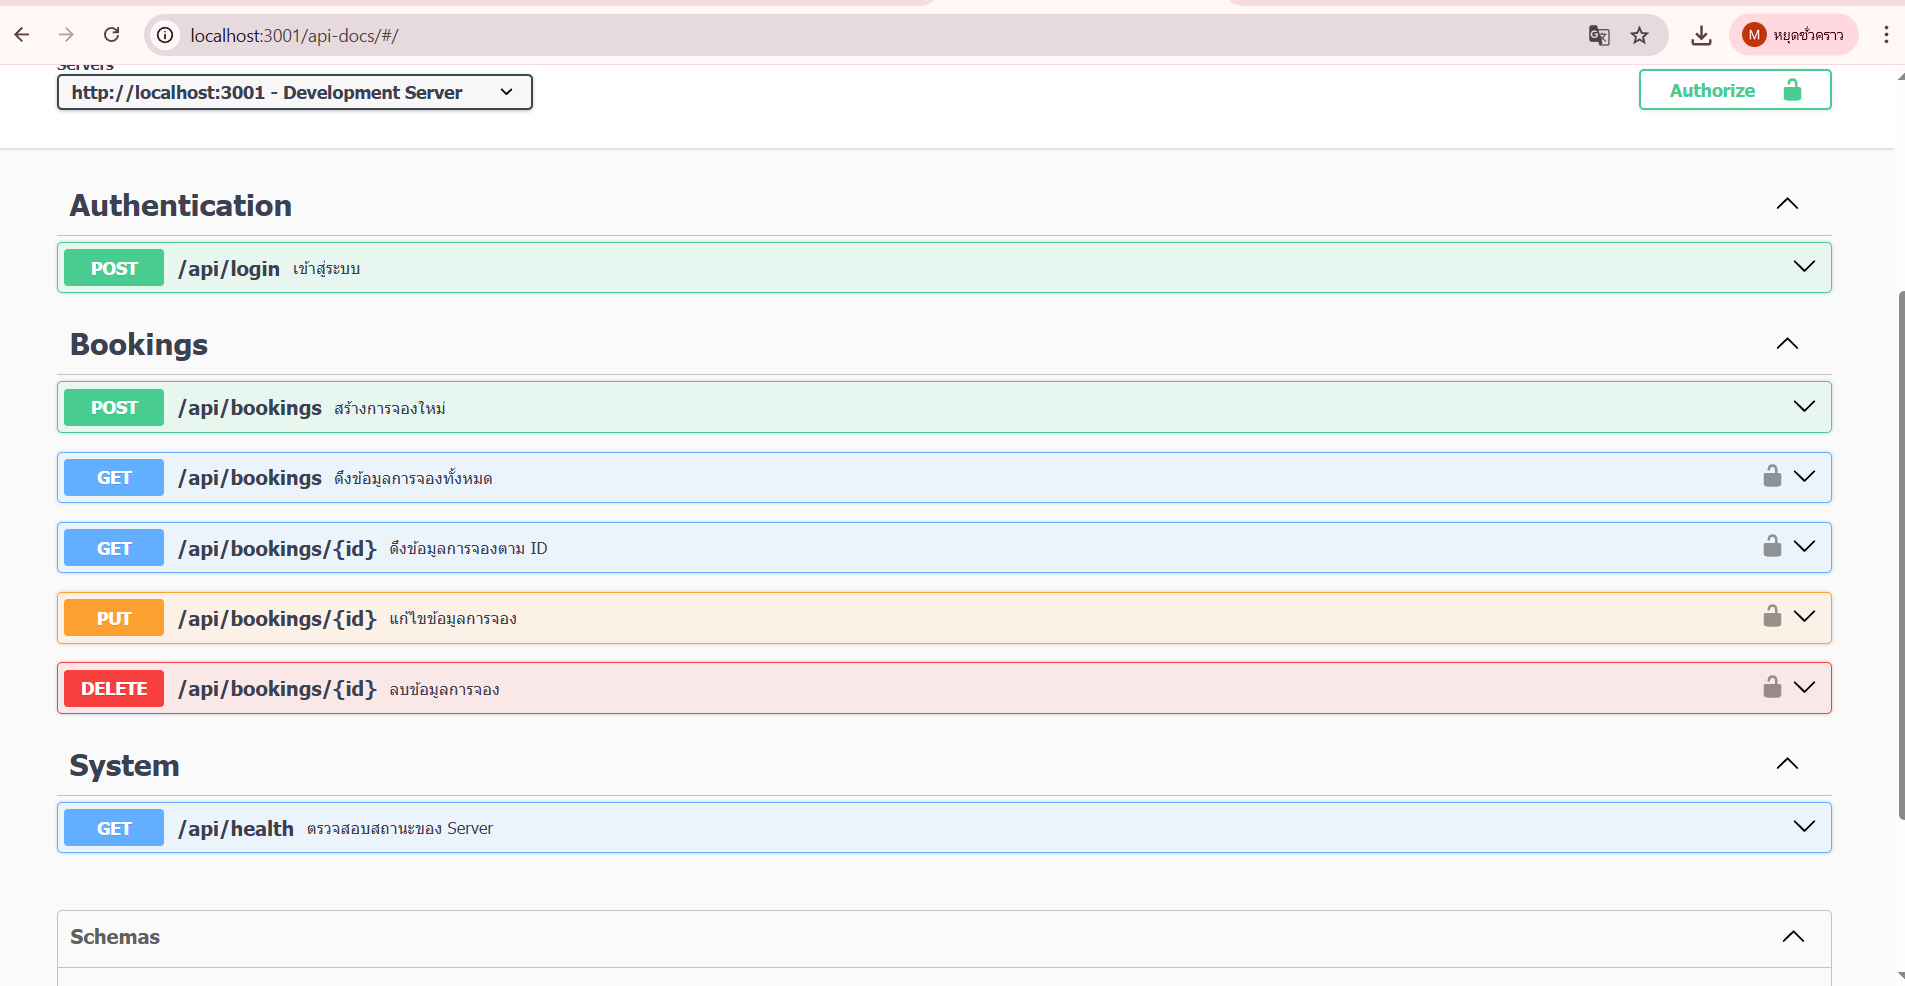 localhost:3001/api-docs/#/
M หยุดชั่วคราว
Servers
http://localhost:3001 - Development Server
Authorize
Authentication
POST /api/login เข้าสู่ระบบ
Bookings
POST /api/bookings สร้างการจองใหม่
GET /api/bookings ดึงข้อมูลการจองทั้งหมด
GET /api/bookings/{id} ดึงข้อมูลการจองตาม ID
PUT /api/bookings/{id} แก้ไขข้อมูลการจอง
DELETE /api/bookings/{id} ลบข้อมูลการจอง
System
GET /api/health ตรวจสอบสถานะของ Server
Schemas